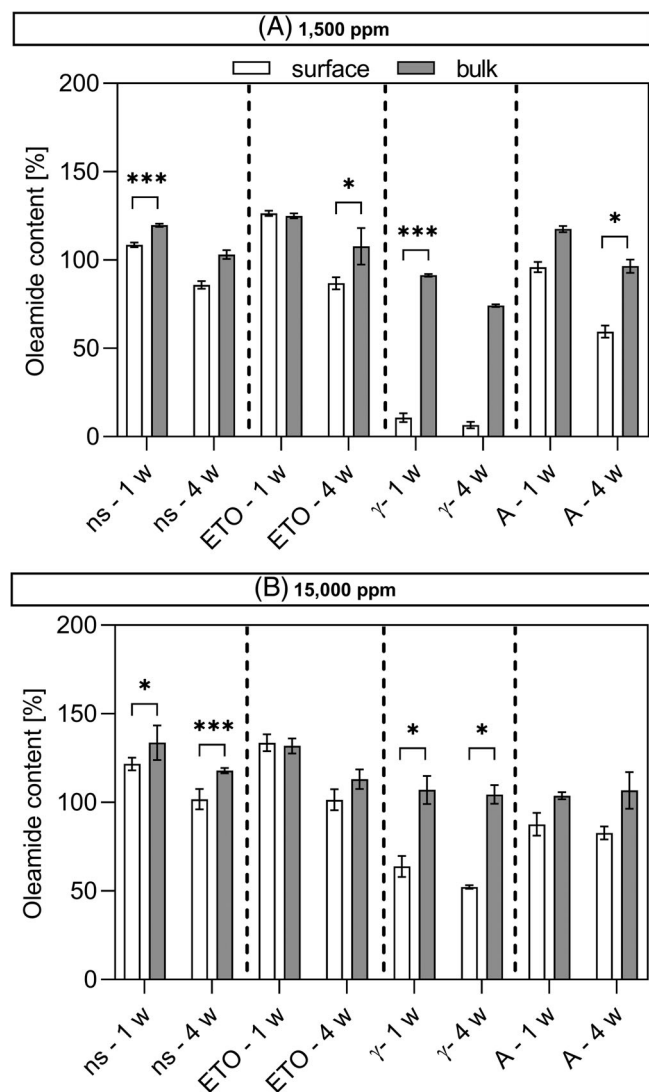 (A) 1,500 ppm
surface bulk
Oleamide content [%]
200
150
100
50
0
***
*
***
*
ns - 1 w
ns - 4 w
ETO - 1 w
ETO - 4 w
γ - 1 w
γ - 4 w
A - 1 w
A - 4 w
(B) 15,000 ppm
Oleamide content [%]
200
150
100
50
0
*
***
*
*
ns - 1 w
ns - 4 w
ETO - 1 w
ETO - 4 w
γ - 1 w
γ - 4 w
A - 1 w
A - 4 w